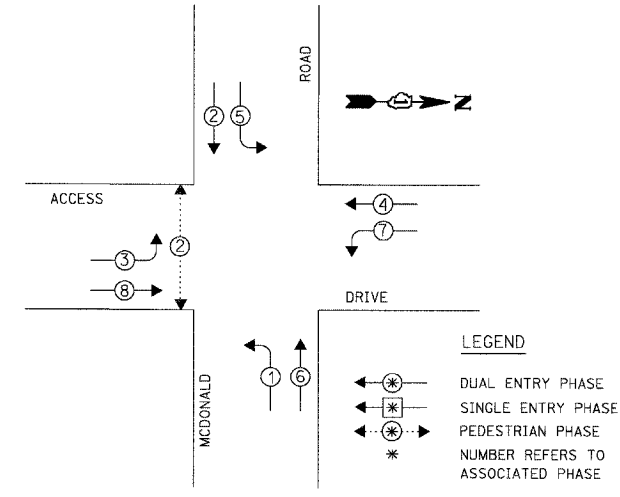 ROAD
N
2
5
ACCESS
4
7
2
3
8
DRIVE
MCDONALD
1
6
LEGEND
* DUAL ENTRY PHASE
* SINGLE ENTRY PHASE
* PEDESTRIAN PHASE
* NUMBER REFERS TO
ASSOCIATED PHASE